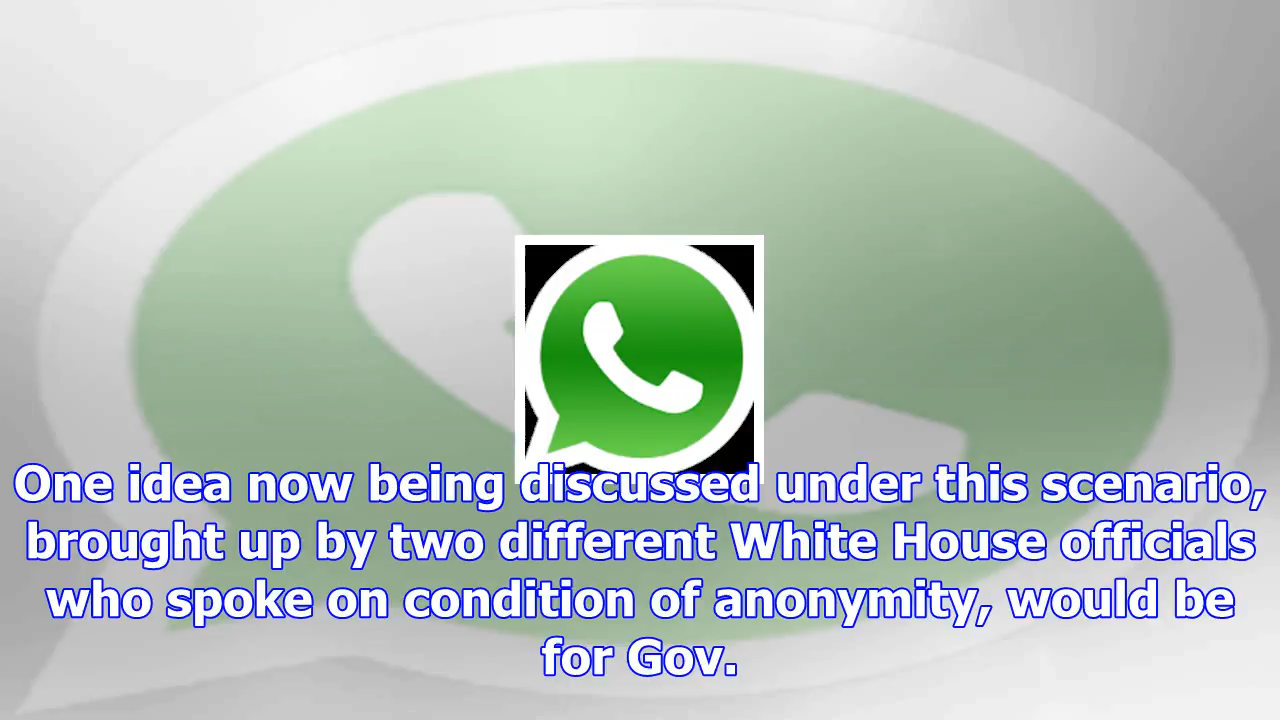 One idea now being discussed under this scenario,
brought up by two different White House officials
who spoke on condition of anonymity, would be
for Gov.